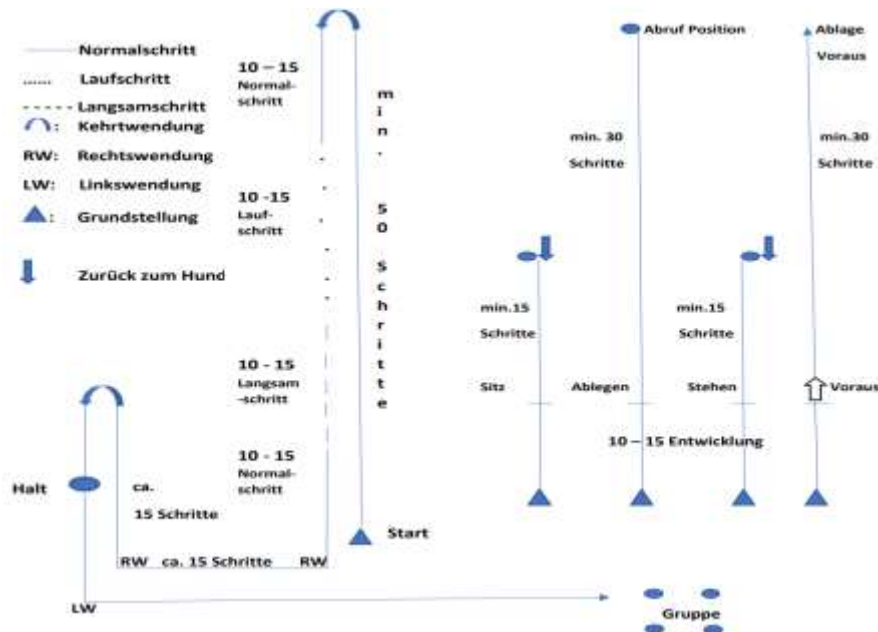 Normalschritt
Laufschritt
Langsamschritt
: Kehrtwendung
RW: Rechtswendung
LW: Linkswendung
: Grundstellung
Zurück zum Hund
10 – 15
Normal-
schritt
10 -15
Lauf-
schritt
10 - 15
Langsam
-schritt
10 - 15
Normal-
schritt
min. 50 Schritte
Start
Halt
ca.
15 Schritte
RW ca. 15 Schritte RW
LW
Gruppe
Abruf Position
Ablage
Voraus
min. 30
Schritte
min.30
Schritte
min.15
Schritte
min.15
Schritte
Sitz Ablegen Stehen Voraus
10 – 15 Entwicklung